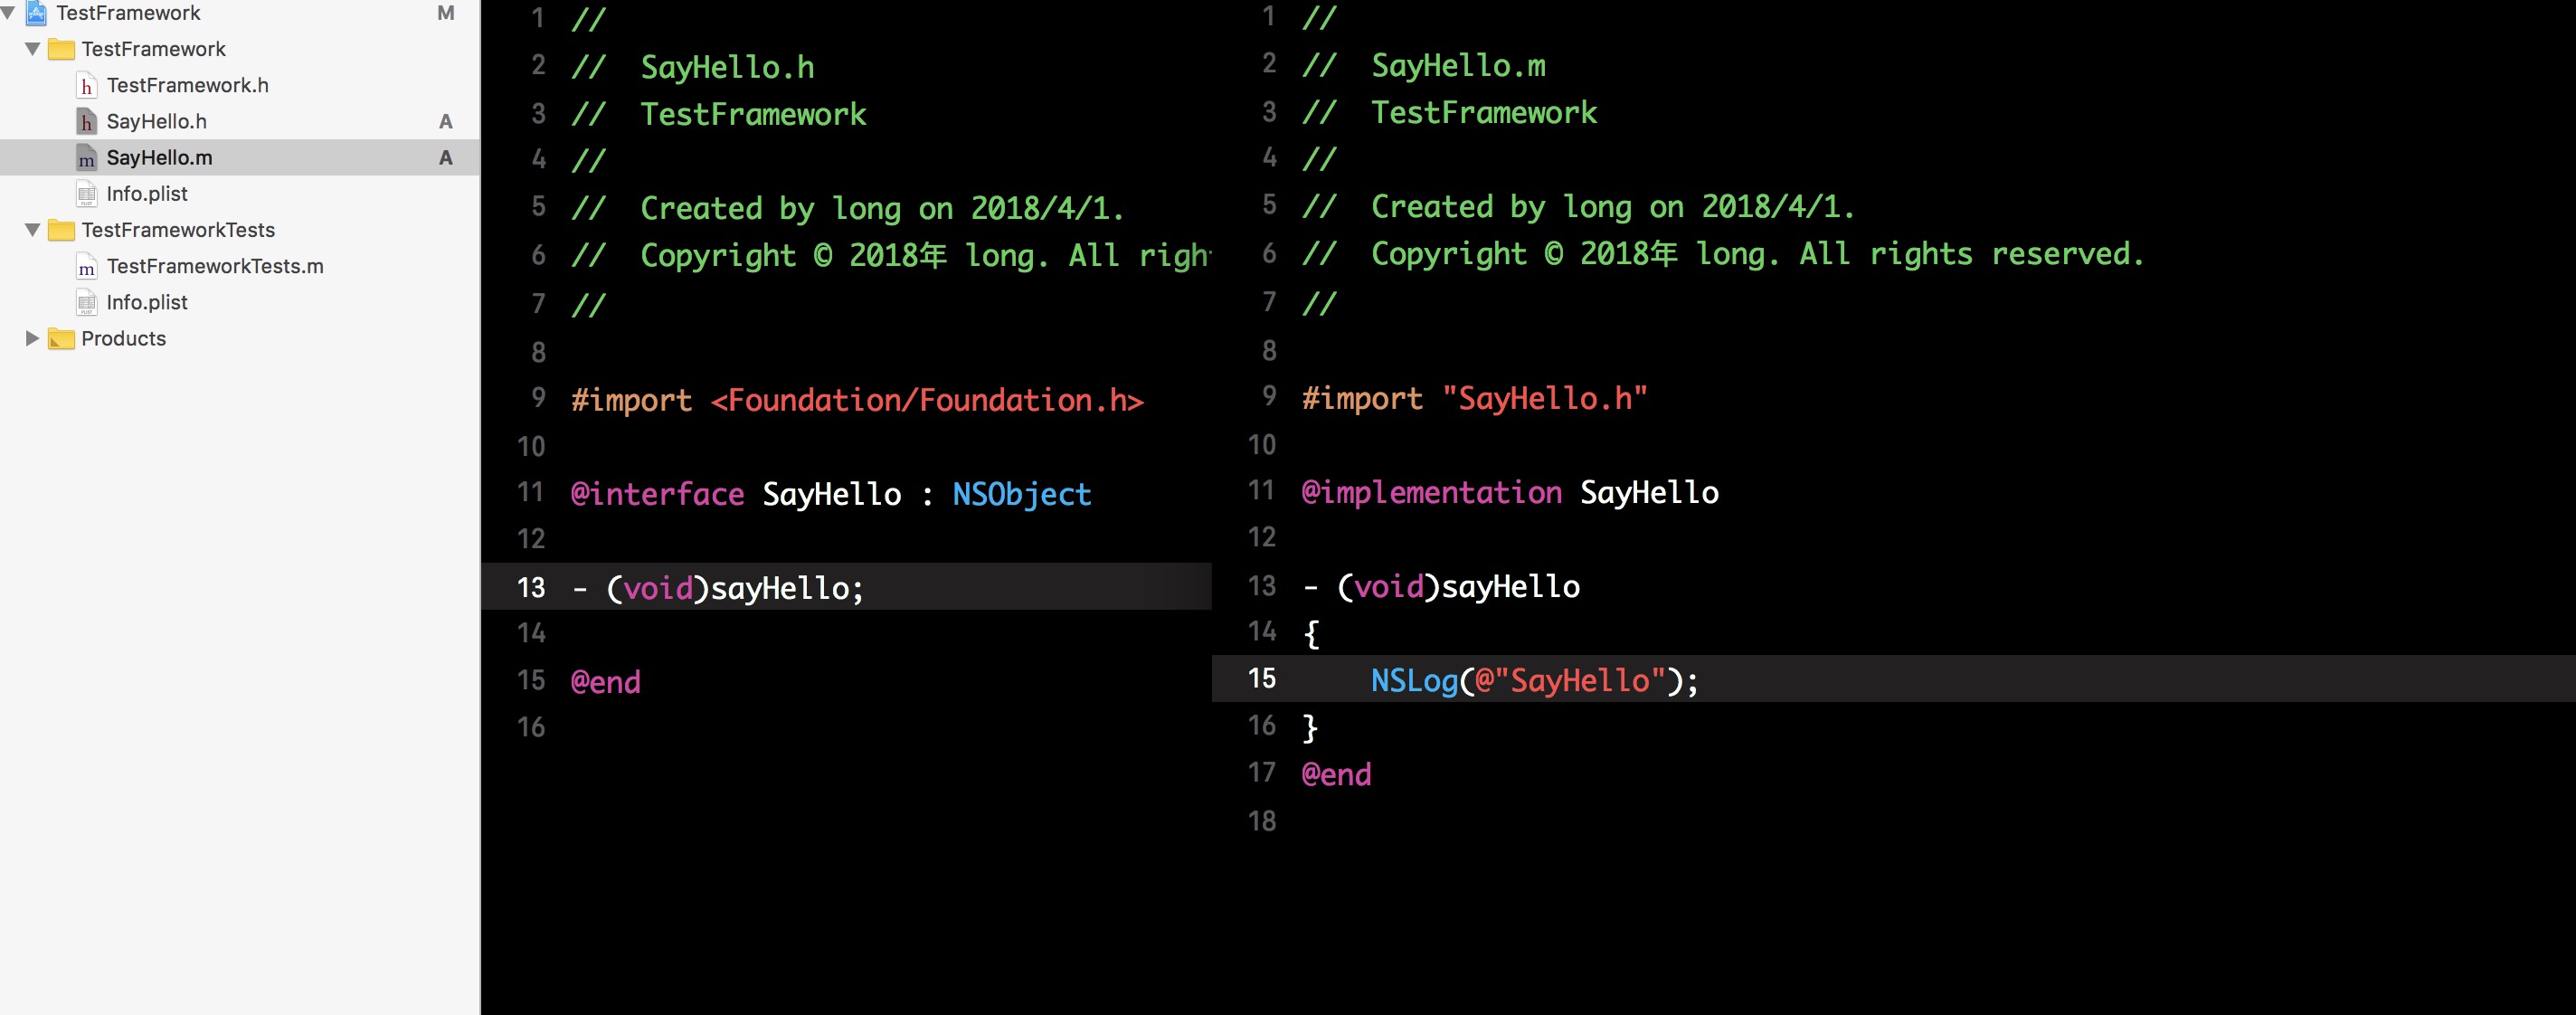 TestFramework M
TestFramework
TestFramework.h
SayHello.h A
SayHello.m A
Info.plist
TestFrameworkTests
TestFrameworkTests.m
Info.plist
Products
1 //
2 //  SayHello.h
3 //  TestFramework
4 //
5 //  Created by long on 2018/4/1.
6 //  Copyright © 2018年 long. All righ
7 //
8
9 #import <Foundation/Foundation.h>
10
11 @interface SayHello : NSObject
12
13 - (void)sayHello;
14
15 @end
16
1 //
2 //  SayHello.m
3 //  TestFramework
4 //
5 //  Created by long on 2018/4/1.
6 //  Copyright © 2018年 long. All rights reserved.
7 //
8
9 #import "SayHello.h"
10
11 @implementation SayHello
12
13 - (void)sayHello
14 {
15     NSLog(@"SayHello");
16 }
17 @end
18